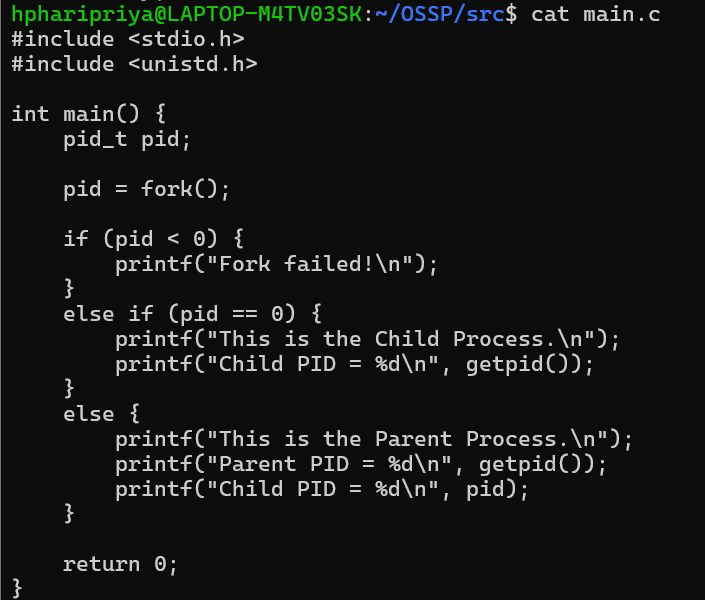 hpharipriya@LAPTOP-M4TV03SK:~/OSSP/src$ cat main.c
#include <stdio.h>
#include <unistd.h>

int main() {
    pid_t pid;

    pid = fork();

    if (pid < 0) {
        printf("Fork failed!\n");
    }
    else if (pid == 0) {
        printf("This is the Child Process.\n");
        printf("Child PID = %d\n", getpid());
    }
    else {
        printf("This is the Parent Process.\n");
        printf("Parent PID = %d\n", getpid());
        printf("Child PID = %d\n", pid);
    }

    return 0;
}